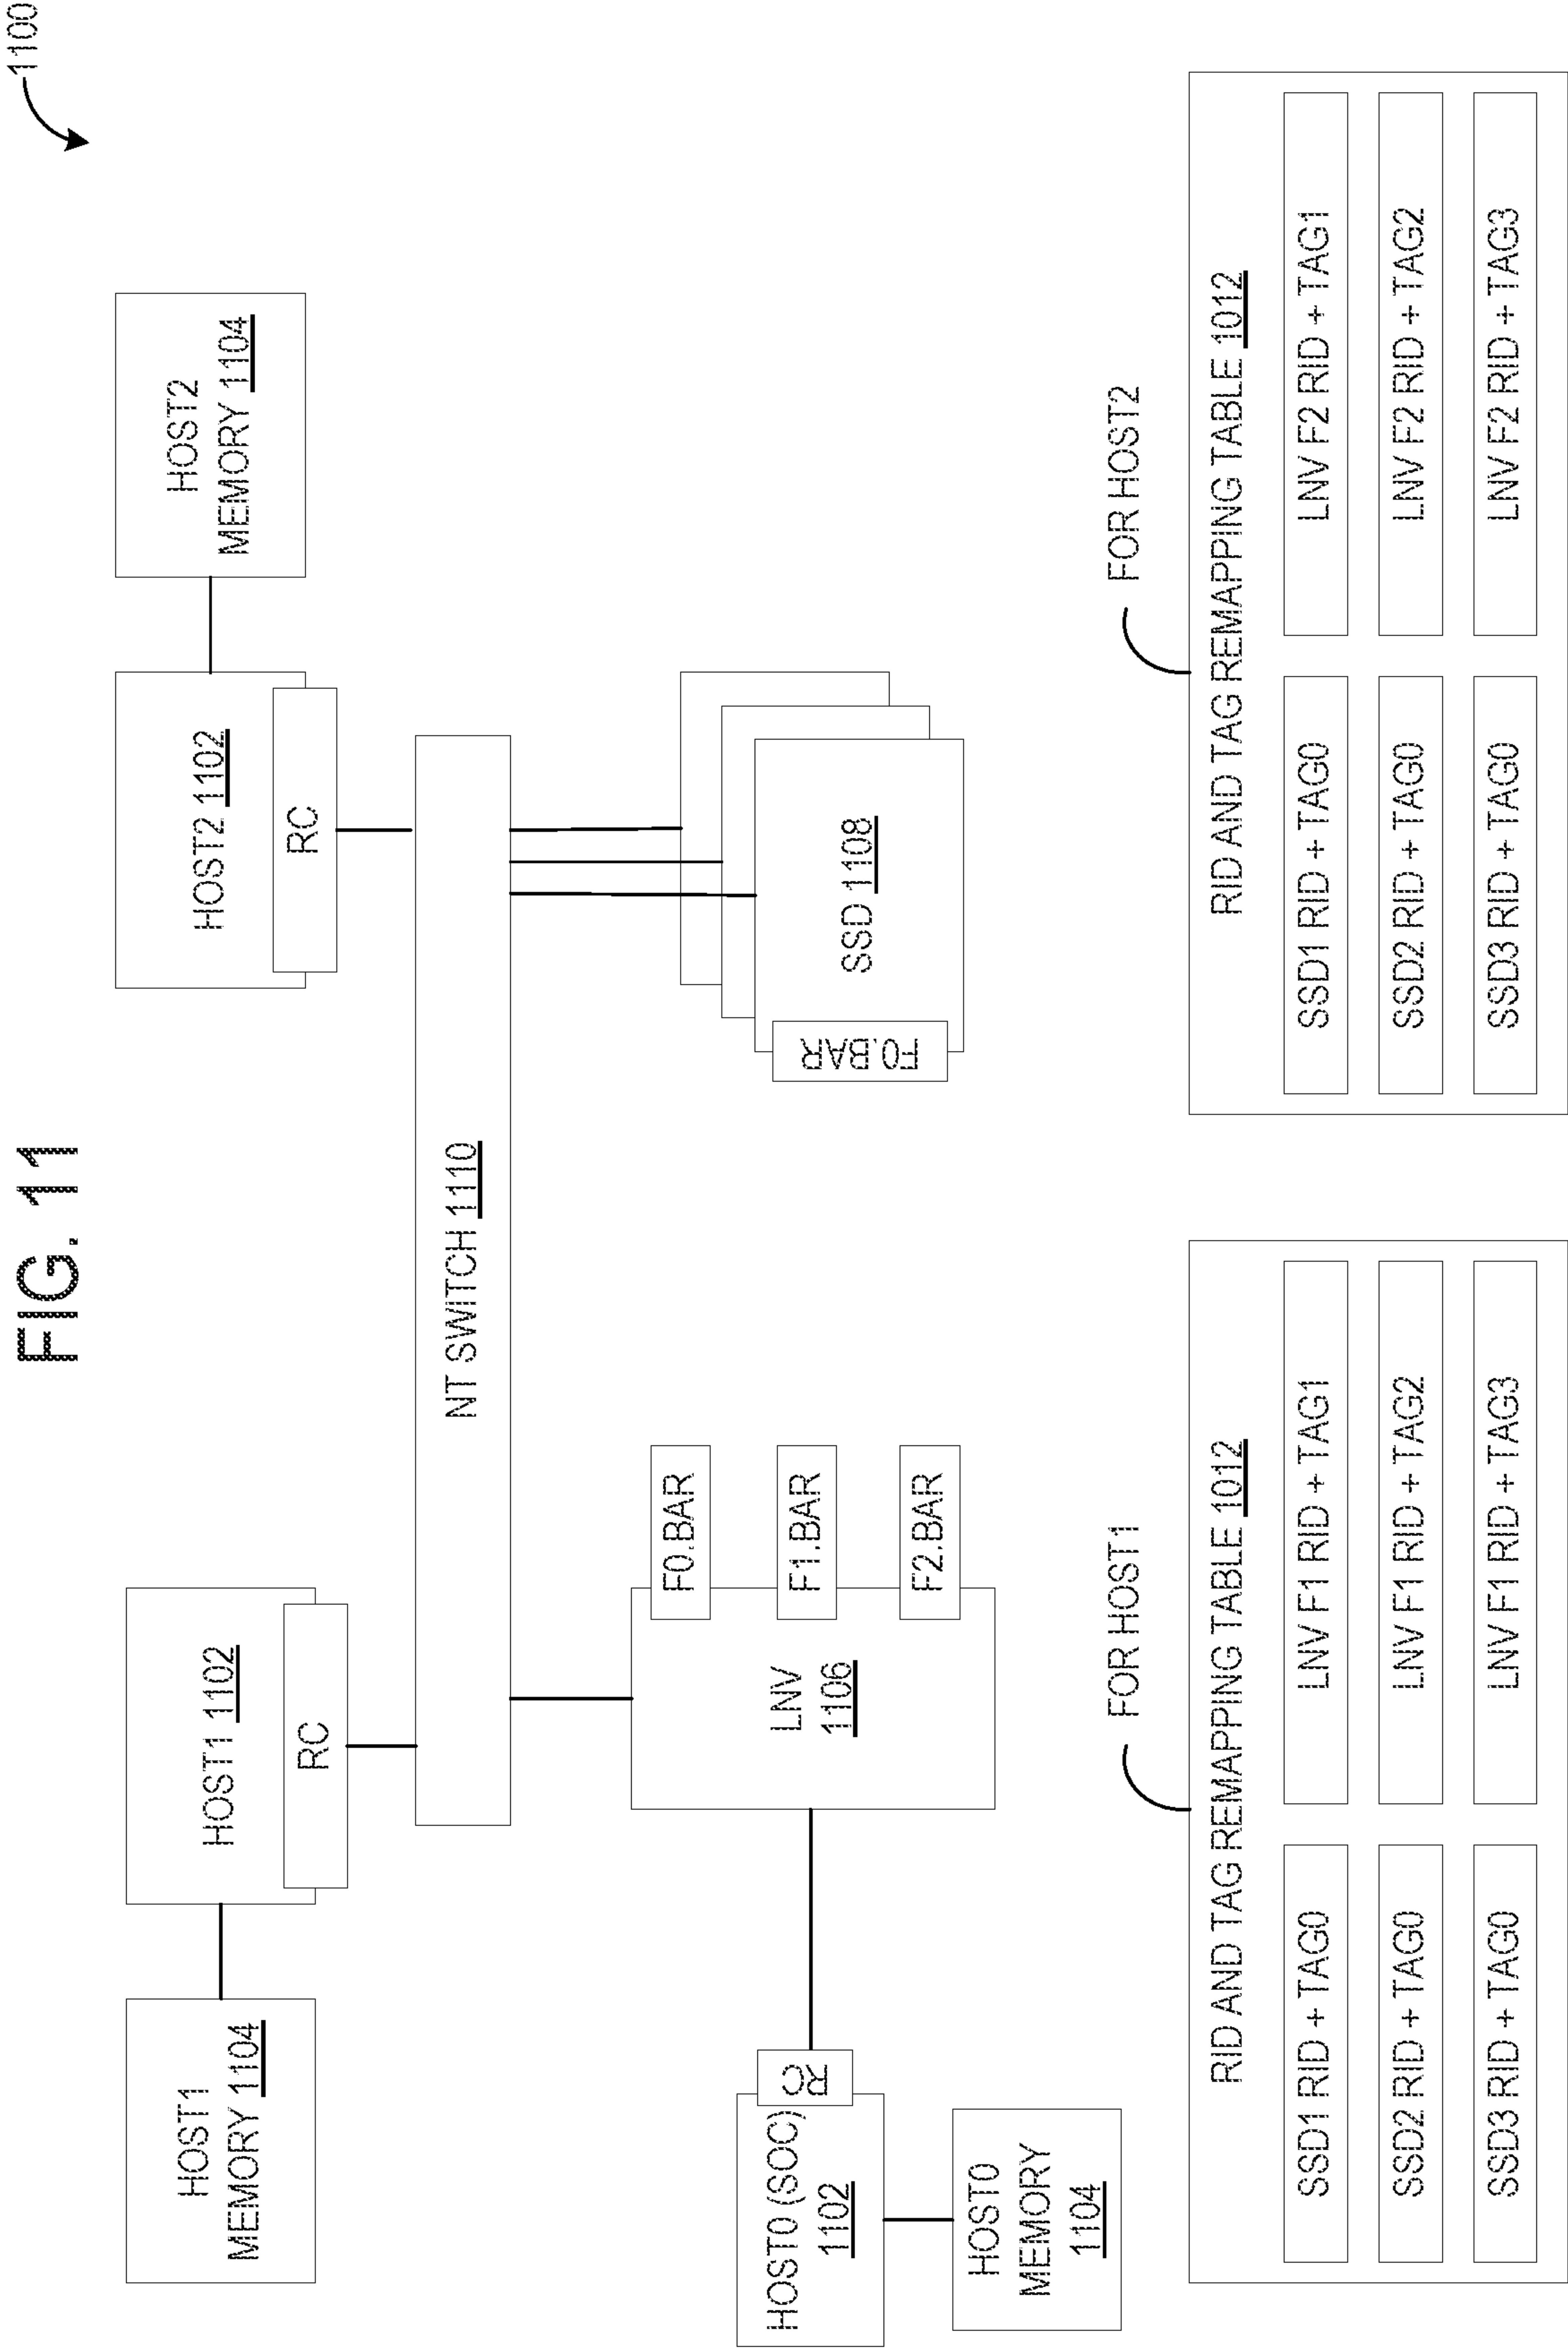 FIG. 11
1100
HOST1
MEMORY 1104
HOST1 1102
RC
HOST2 1102
RC
HOST2
MEMORY 1104
NT SWITCH 1110
HOST0 (SOC)
1102
RC
HOST0
MEMORY
1104
LNV
1106
F0.BAR
F1.BAR
F2.BAR
F0.BAR
SSD 1108
FOR HOST1
RID AND TAG REMAPPING TABLE 1012
SSD1 RID + TAG0
LNV F1 RID + TAG1
SSD2 RID + TAG0
LNV F1 RID + TAG2
SSD3 RID + TAG0
LNV F1 RID + TAG3
FOR HOST2
RID AND TAG REMAPPING TABLE 1012
SSD1 RID + TAG0
LNV F2 RID + TAG1
SSD2 RID + TAG0
LNV F2 RID + TAG2
SSD3 RID + TAG0
LNV F2 RID + TAG3